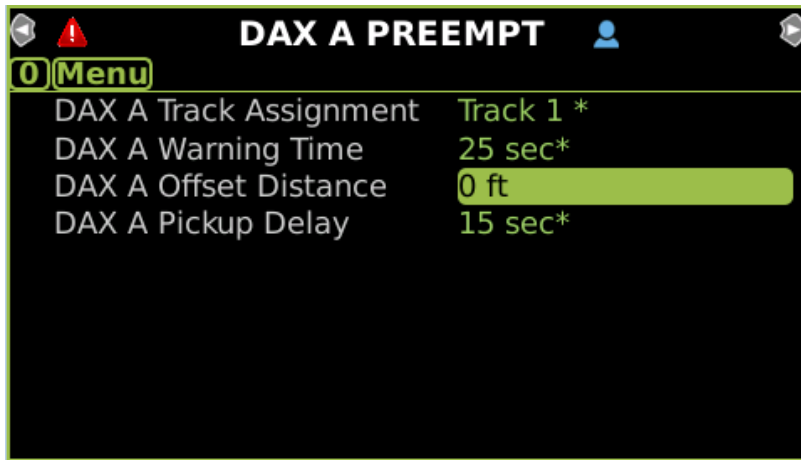 DAX A PREEMPT
0 Menu
DAX A Track Assignment Track 1 *
DAX A Warning Time 25 sec*
DAX A Offset Distance 0 ft
DAX A Pickup Delay 15 sec*